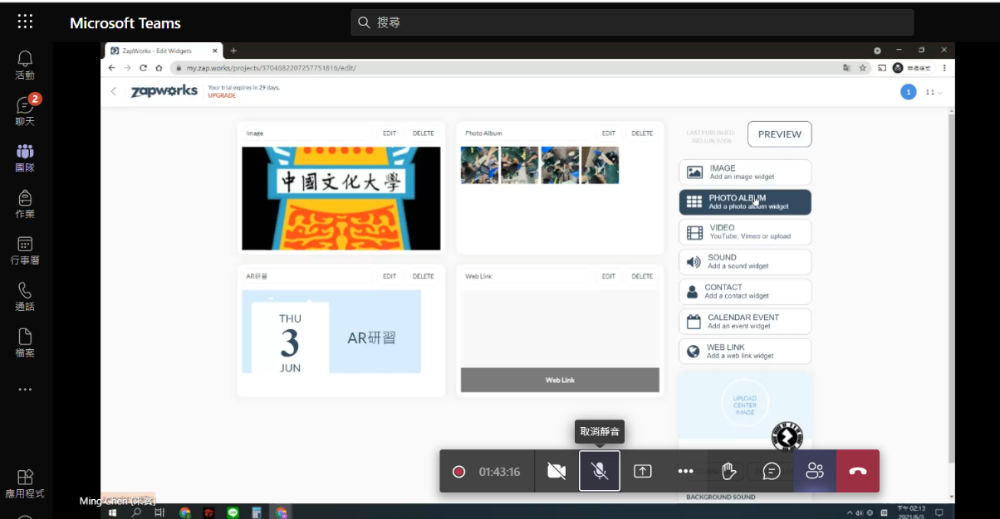 Microsoft Teams
搜尋
活動
2
聊天
團隊
作業
行事曆
通話
檔案
應用程式
ZapWorks - Edit Widgets
my.zap.works/projects/3704682207257751816/edit/
zapworks
Your trial expires in 29 days.
UPGRADE
1
11
Image
EDIT
DELETE
中國文化大學
Photo Album
EDIT
DELETE
AR研習
EDIT
DELETE
THU
3
JUN
AR研習
Web Link
EDIT
DELETE
Web Link
LAST PUBLISHED:
3RD JUN 07:06
PREVIEW
IMAGE
Add an image widget
PHOTO ALBUM
Add a photo album widget
VIDEO
YouTube, Vimeo or upload
SOUND
Add a sound widget
CONTACT
Add a contact widget
CALENDAR EVENT
Add an event widget
WEB LINK
Add a web link widget
UPLOAD
CENTER
IMAGE
取消靜音
01:43:16
BACKGROUND SOUND
Ming Chen (來賓)
下午 02:13
2021/6/3